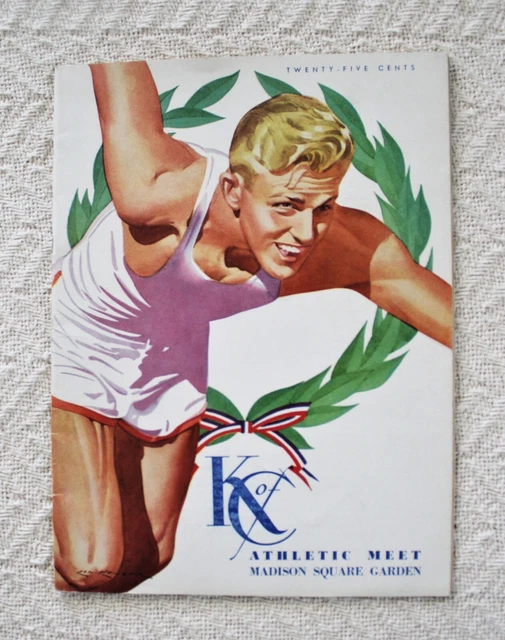 TWENTY-FIVE CENTS
K of C
ATHLETIC MEET
MADISON SQUARE GARDEN